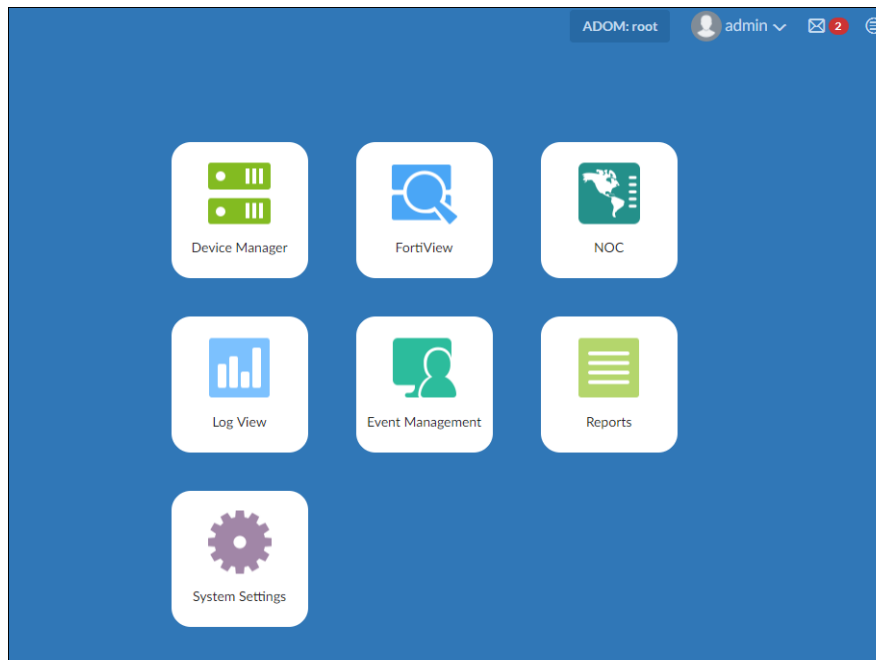 ADOM: root admin 2
Device Manager FortiView NOC
Log View Event Management Reports
System Settings